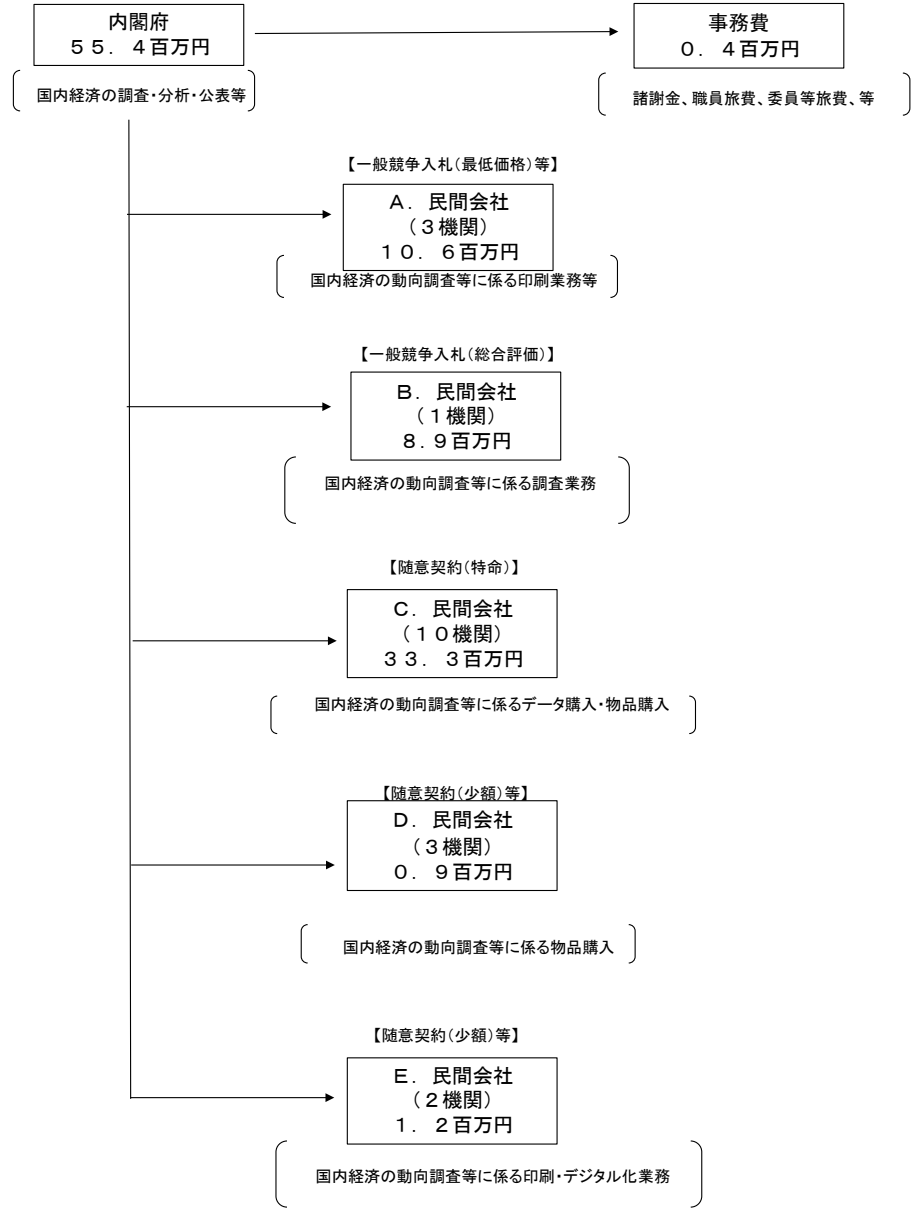 内閣府
５５．４百万円
国内経済の調査・分析・公表等
事務費
０．４百万円
諸謝金、職員旅費、委員等旅費、等
【一般競争入札（最低価格）等】
Ａ．民間会社
（３機関）
１０．６百万円
国内経済の動向調査等に係る印刷業務等
【一般競争入札（総合評価）】
Ｂ．民間会社
（１機関）
８．９百万円
国内経済の動向調査等に係る調査業務
【随意契約（特命）】
Ｃ．民間会社
（１０機関）
３３．３百万円
国内経済の動向調査等に係るデータ購入・物品購入
【随意契約（少額）等】
Ｄ．民間会社
（３機関）
０．９百万円
国内経済の動向調査等に係る物品購入
【随意契約（少額）等】
Ｅ．民間会社
（２機関）
１．２百万円
国内経済の動向調査等に係る印刷・デジタル化業務